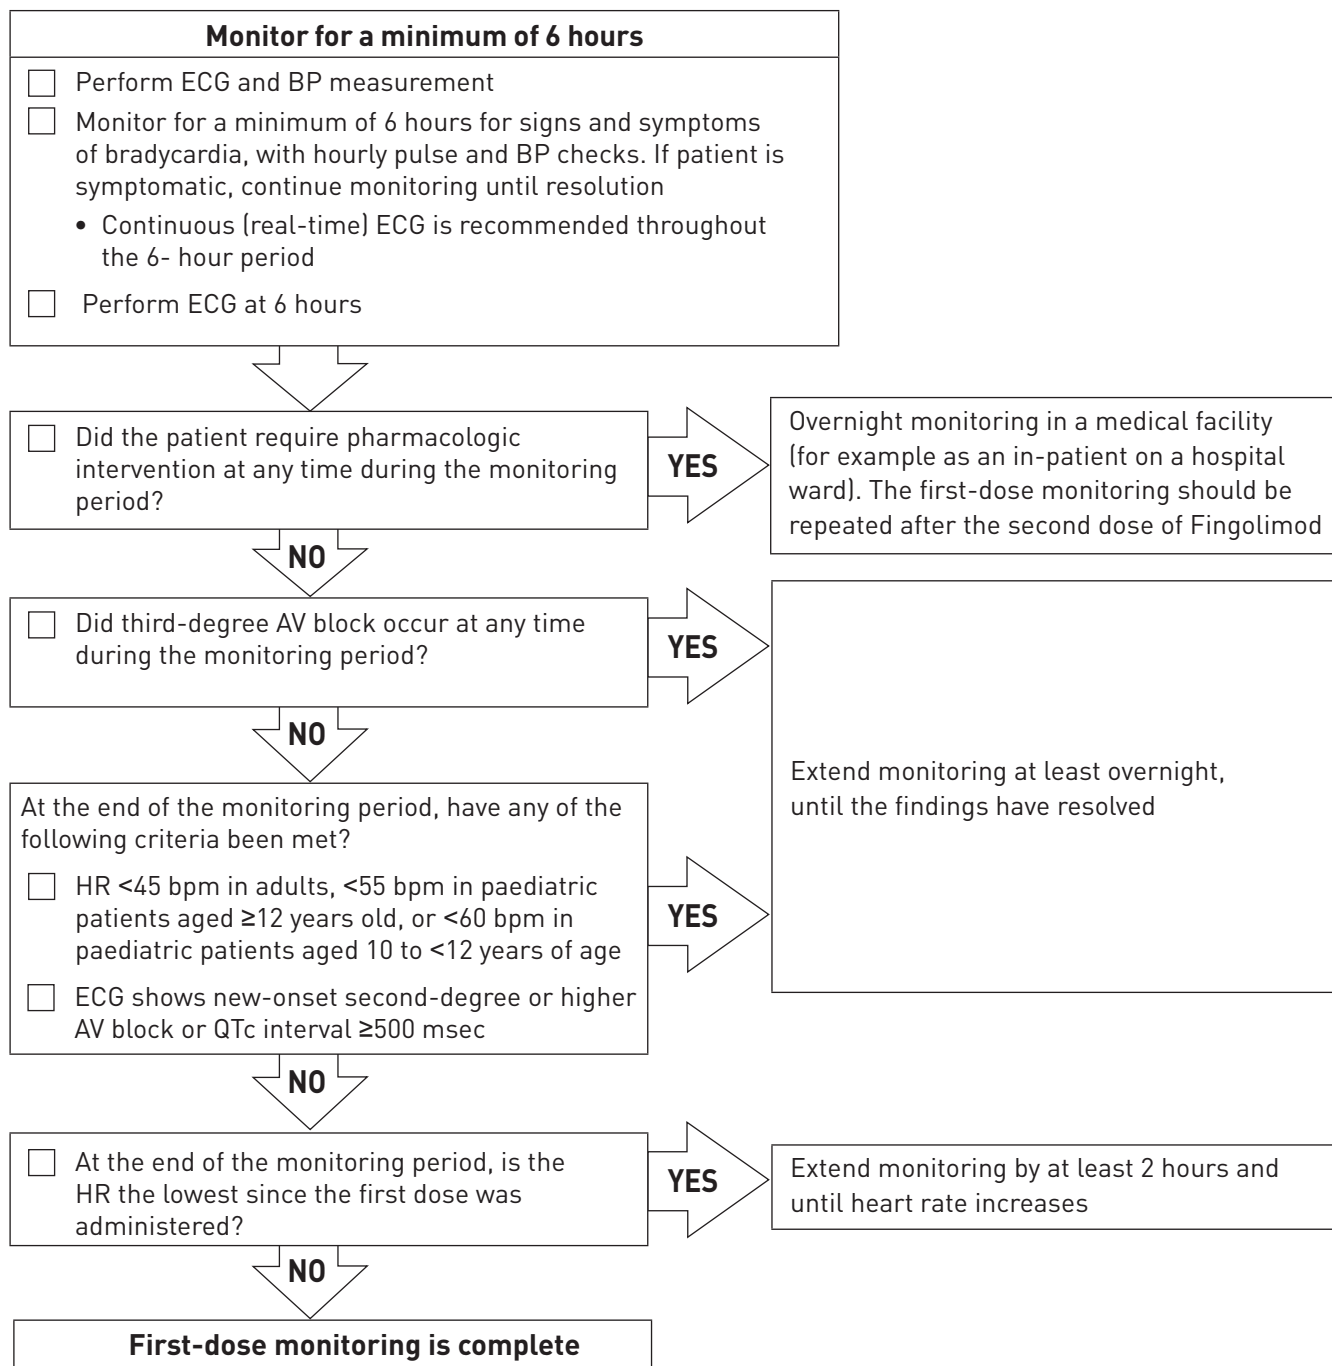 Monitor for a minimum of 6 hours
Perform ECG and BP measurement
Monitor for a minimum of 6 hours for signs and symptoms
of bradycardia, with hourly pulse and BP checks. If patient is
symptomatic, continue monitoring until resolution
• Continuous (real-time) ECG is recommended throughout
the 6- hour period
Perform ECG at 6 hours
Did the patient require pharmacologic
intervention at any time during the monitoring
period?
YES
Overnight monitoring in a medical facility
(for example as an in-patient on a hospital
ward). The first-dose monitoring should be
repeated after the second dose of Fingolimod
NO
Did third-degree AV block occur at any time
during the monitoring period?
YES
Extend monitoring at least overnight,
until the findings have resolved
NO
At the end of the monitoring period, have any of the
following criteria been met?
HR <45 bpm in adults, <55 bpm in paediatric
patients aged ≥12 years old, or <60 bpm in
paediatric patients aged 10 to <12 years of age
ECG shows new-onset second-degree or higher
AV block or QTc interval ≥500 msec
YES
NO
At the end of the monitoring period, is the
HR the lowest since the first dose was
administered?
YES
Extend monitoring by at least 2 hours and
until heart rate increases
NO
First-dose monitoring is complete